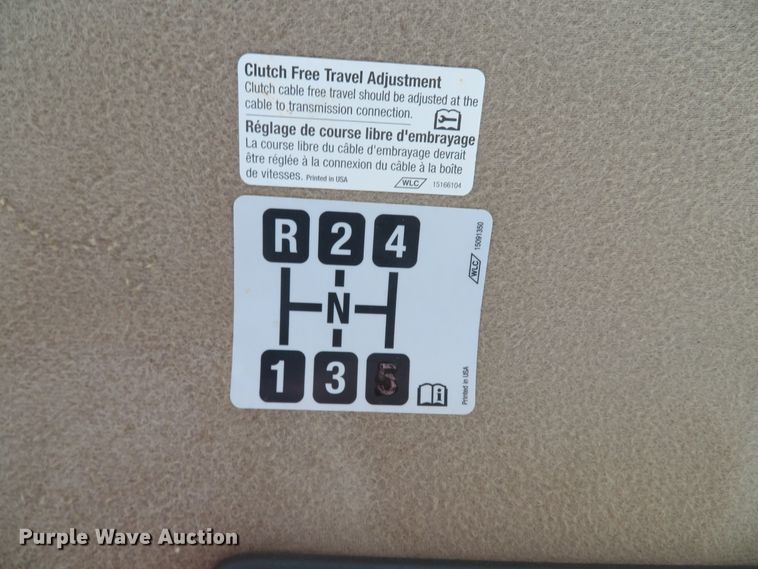 Clutch Free Travel Adjustment
Clutch cable free travel should be adjusted at the
cable to transmission connection.
Réglage de course libre d'embrayage
La course libre du câble d'embrayage devrait
être réglée à la connexion du câble à la boîte
de vitesses. Printed in USA WLC 15166104
R 2 4
N
1 3 5
WLC 15091350
Printed in USA
Purple Wave Auction